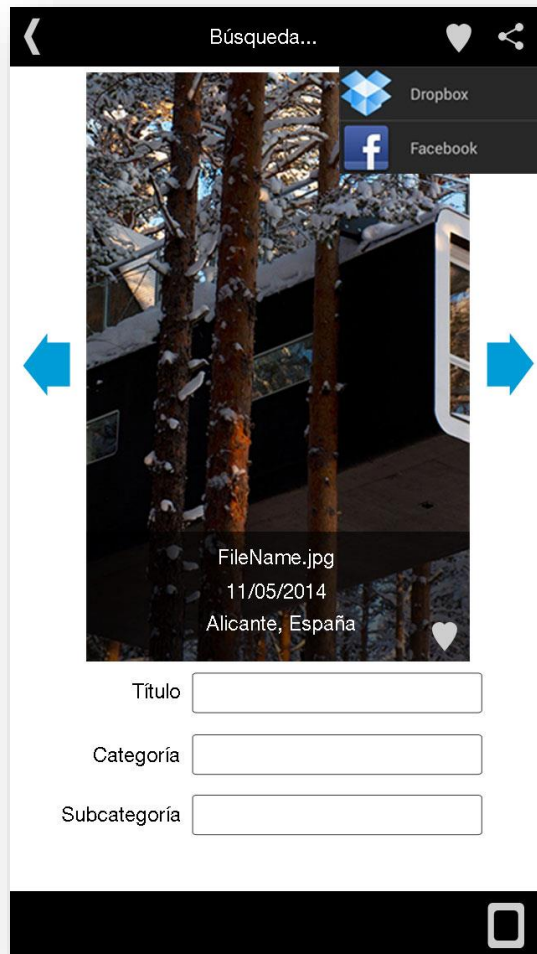 Búsqueda...
Dropbox
Facebook
FileName.jpg
11/05/2014
Alicante, España
Título
Categoría
Subcategoría